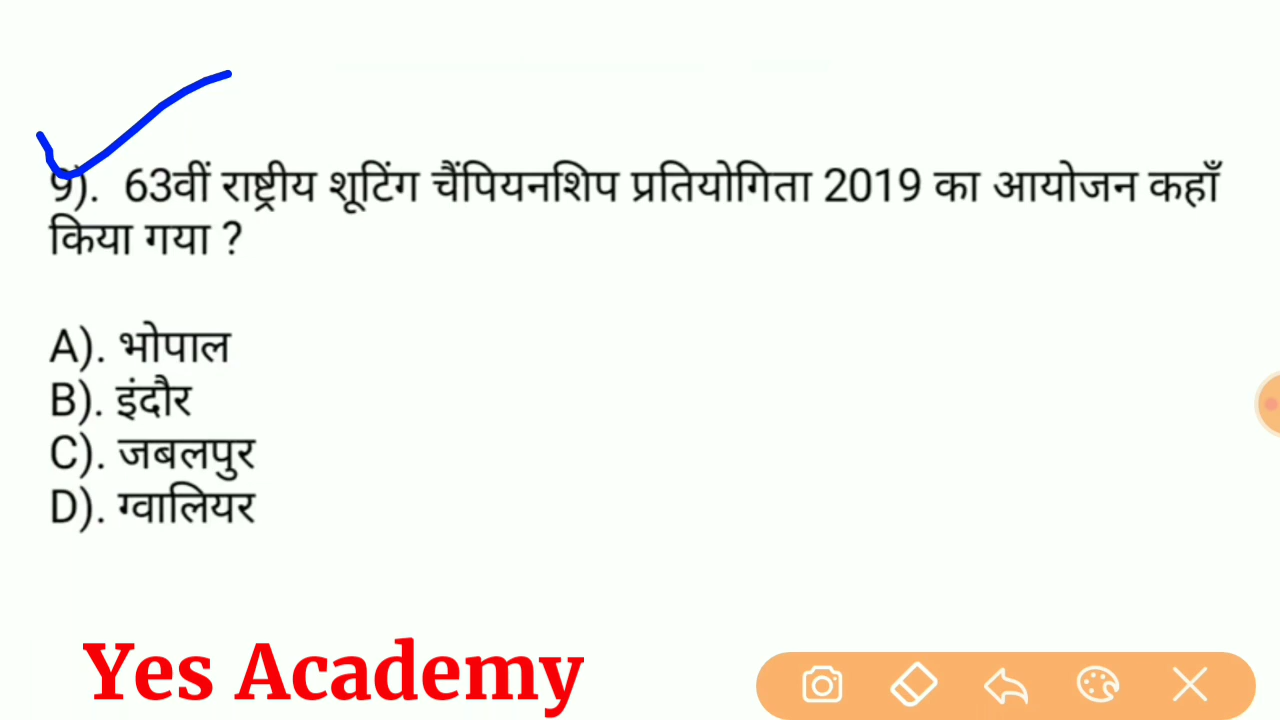 9). 63वीं राष्ट्रीय शूटिंग चैंपियनशिप प्रतियोगिता 2019 का आयोजन कहाँ
किया गया ?
A). भोपाल
B). इंदौर
C). जबलपुर
D). ग्वालियर
Yes Academy